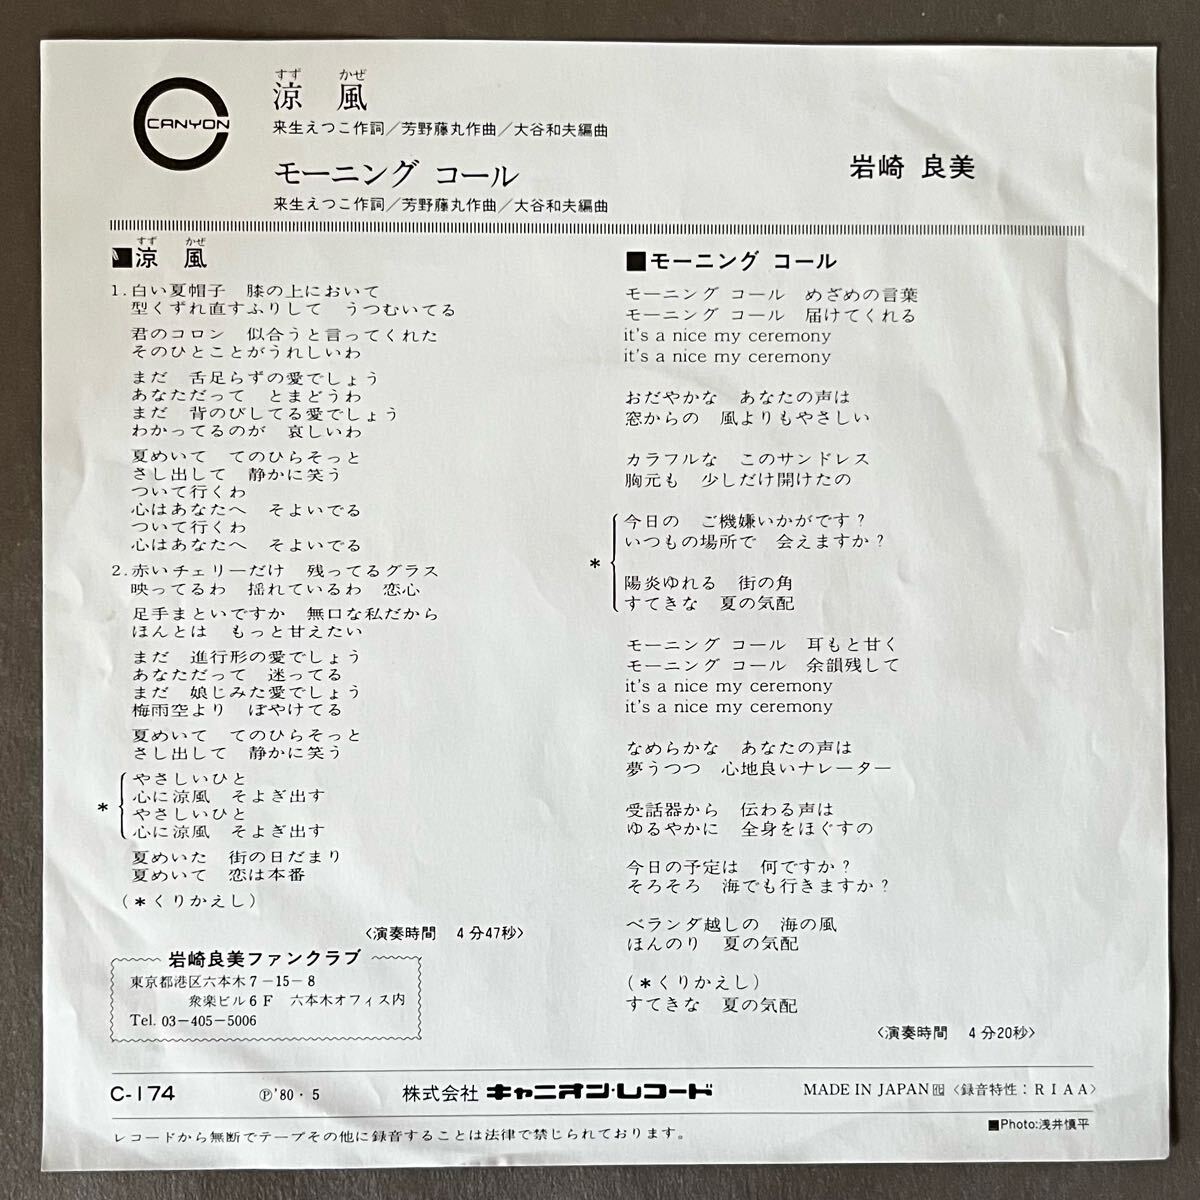 CANYON
すず かぜ
涼 風
来生えつこ作詞／芳野藤丸作曲／大谷和夫編曲
モーニング コール
来生えつこ作詞／芳野藤丸作曲／大谷和夫編曲
岩崎 良美
すず かぜ
■涼 風
1. 白い夏帽子 膝の上において
型くずれ直すふりして うつむいてる
君のコロン 似合うと言ってくれた
そのひとことがうれしいわ
まだ 舌足らずの愛でしょう
あなただって とまどうわ
まだ 背のびしてる愛でしょう
わかってるのが 哀しいわ
夏めいて てのひらそっと
さし出して 静かに笑う
ついて行くわ
心はあなたへ そよいでる
ついて行くわ
心はあなたへ そよいでる
2. 赤いチェリーだけ 残ってるグラス
映ってるわ 揺れているわ 恋心
足手まといですか 無口な私だから
ほんとは もっと甘えたい
まだ 進行形の愛でしょう
あなただって 迷ってる
まだ 娘じみた愛でしょう
梅雨空より ぼやけてる
夏めいて てのひらそっと
さし出して 静かに笑う
やさしいひと
＊ 心に涼風 そよぎ出す
やさしいひと
心に涼風 そよぎ出す
夏めいた 街の日だまり
夏めいて 恋は本番
(＊くりかえし)
〈演奏時間 4分47秒〉
岩崎良美ファンクラブ
東京都港区六本木7－15－8
衆楽ビル6F 六本木オフィス内
Tel. 03－405－5006
■モーニング コール
モーニング コール めざめの言葉
モーニング コール 届けてくれる
it's a nice my ceremony
it's a nice my ceremony
おだやかな あなたの声は
窓からの 風よりもやさしい
カラフルな このサンドレス
胸元も 少しだけ開けたの
今日の ご機嫌いかがです？
いつもの場所で 会えますか？
＊
陽炎ゆれる 街の角
すてきな 夏の気配
モーニング コール 耳もと甘く
モーニング コール 余韻残して
it's a nice my ceremony
it's a nice my ceremony
なめらかな あなたの声は
夢うつつ 心地良いナレーター
受話器から 伝わる声は
ゆるやかに 全身をほぐすの
今日の予定は 何ですか？
そろそろ 海でも行きますか？
ベランダ越しの 海の風
ほんのり 夏の気配
(＊くりかえし)
すてきな 夏の気配
〈演奏時間 4分20秒〉
C-174 Ⓟ'80・5 株式会社 キャニオン・レコード MADE IN JAPAN 〈録音特性：RIAA〉
レコードから無断でテープその他に録音することは法律で禁じられております。
■Photo:浅井慎平